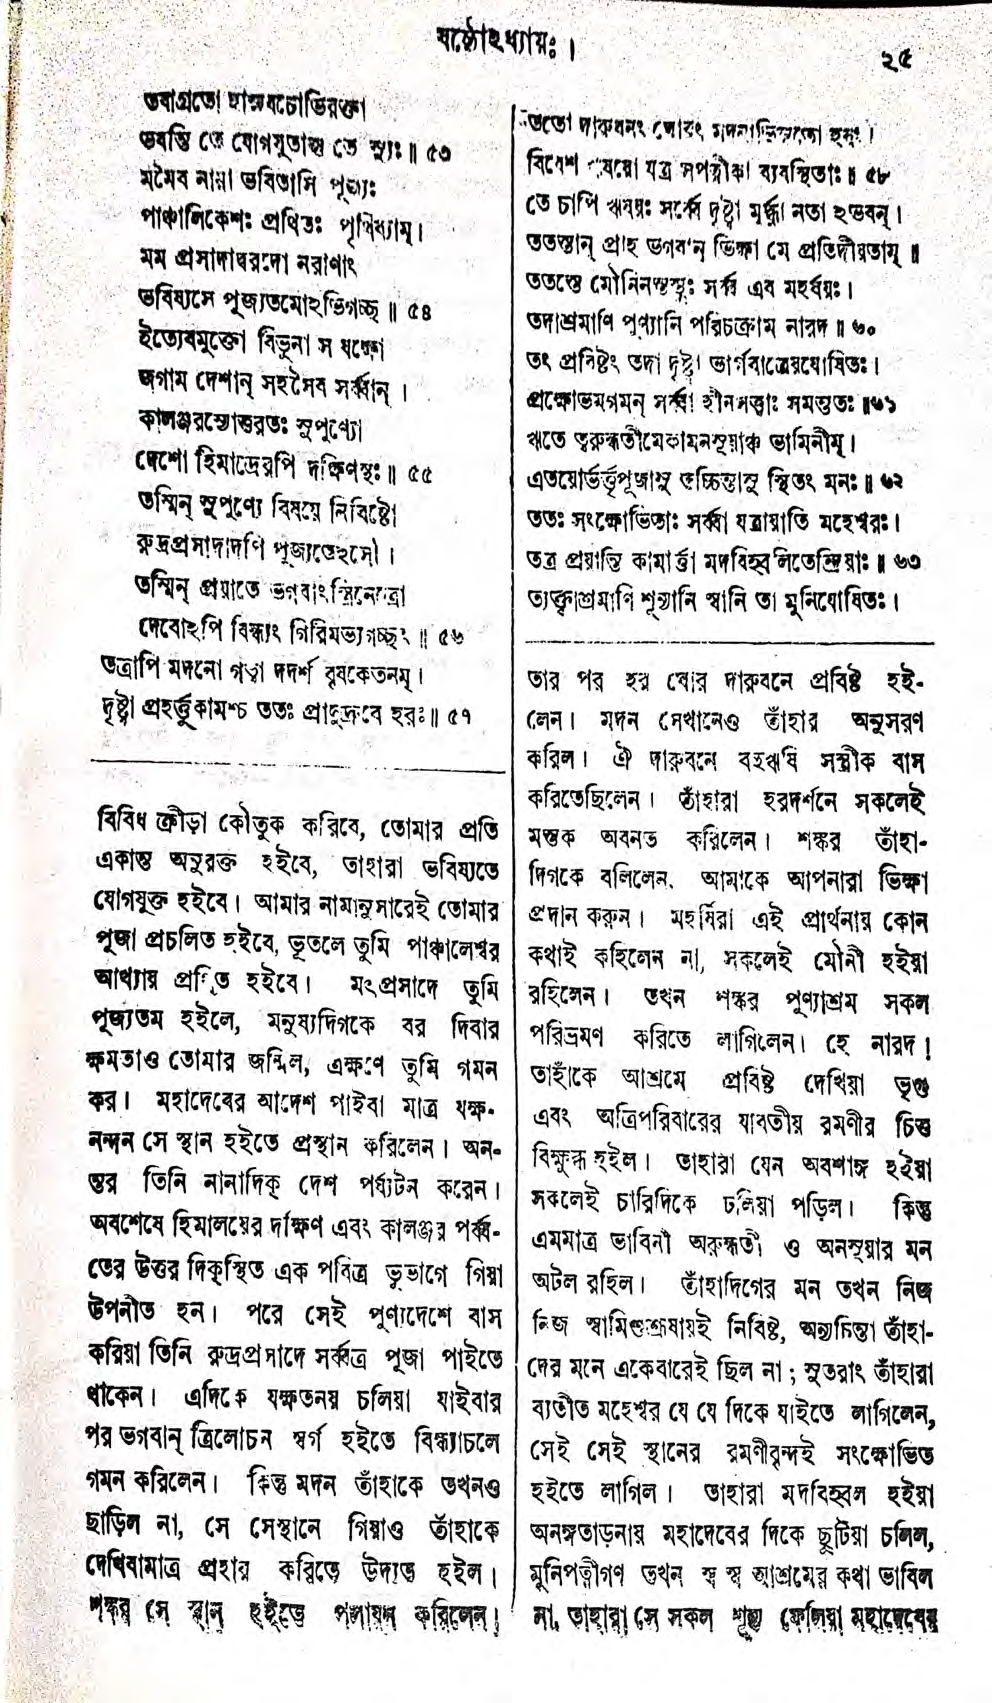 ষষ্ঠোঽধ্যায়ঃ।
২৫
তবাগ্রতো হাস্যবচোভিরক্তা
ভবন্তি তে যোগযুতাস্তু তে স্যুঃ॥ ৫৩
মমৈব নাম্না ভবিতাসি পূজ্যঃ
পাঞ্চালিকেশঃ প্রথিতঃ পৃথিব্যাম্।
মম প্রসাদাদ্বরদো নরাণাং
ভবিষ্যসে পূজ্যতমোঽভিগচ্ছ॥ ৫৪
ইত্যেবমুক্তো বিভুনা স যক্ষো
জগাম দেশান্ সহসৈব সর্ব্বান্।
কালঞ্জরস্যোত্তরতঃ সুপুণ্যো
দেশো হিমাদ্রেরপি দক্ষিণস্থঃ॥ ৫৫
তস্মিন্ সুপুণ্যে বিষয়ে নিবিষ্টো
রুদ্রপ্রসাদাদপি পূজ্যতেহসৌ।
তস্মিন্ প্রয়াতে ভগবাংস্ত্রিনেত্রো
দেবোঽপি বিন্ধ্যং গিরিমভ্যগচ্ছৎ॥ ৫৬
তত্রাপি মদনো গত্বা দদর্শ বৃষকেতনম্।
দৃষ্ট্বা প্রহর্ত্তুকামশ্চ ততঃ প্রাদুদ্রুবে হরঃ॥ ৫৭
বিবিধ ক্রীড়া কৌতুক করিবে, তোমার প্রতি
একান্ত অনুরক্ত হইবে, তাহারা ভবিষ্যতে
যোগযুক্ত হইবে। আমার নামানুসারেই তোমার
পূজা প্রচলিত হইবে, ভূতলে তুমি পাঞ্চালেশ্বর
আখ্যায় প্রথিত হইবে। মৎপ্রসাদে তুমি
পূজ্যতম হইলে, মনুষ্যদিগকে বর দিবার
ক্ষমতাও তোমার জন্মিল, এক্ষণে তুমি গমন
কর। মহাদেবের আদেশ পাইবা মাত্র যক্ষ-
নন্দন সে স্থান হইতে প্রস্থান করিলেন। অন-
ন্তর তিনি নানাদিক্ দেশ পর্য্যটন করেন।
অবশেষে হিমালয়ের দক্ষিণ এবং কালঞ্জর পর্ব্ব-
তের উত্তর দিক্‌স্থিত এক পবিত্র ভুভাগে গিয়া
উপনীত হন। পরে সেই পুণ্যদেশে বাস
করিয়া তিনি রুদ্রপ্রসাদে সর্ব্বত্র পূজা পাইতে
থাকেন। এদিকে যক্ষতনয় চলিয়া যাইবার
পর ভগবান্ ত্রিলোচন স্বর্গ হইতে বিন্ধ্যাচলে
গমন করিলেন। কিন্তু মদন তাঁহাকে তখনও
ছাড়িল না, সে সেস্থানে গিয়াও তাঁহাকে
দেখিবামাত্র প্রহার করিতে উদ্যত হইল।
শঙ্কর সে স্থান হইতে পলায়ন করিলেন।
ততো দারুবনং ঘোরং মদনাভিসৃতো হরঃ।
বিবেশ ঋষয়ো যত্র সপত্নীকা ব্যবস্থিতাঃ॥ ৫৮
তে চাপি ঋষয়ঃ সর্ব্বে দৃষ্ট্বা মূর্দ্ধ্না নতা হভবন্।
ততস্তান্ প্রাহ ভগবান্ ভিক্ষা মে প্রতিদীয়তাম্॥
ততস্তে মৌনিনস্তস্থুঃ সর্ব্ব এব মহর্ষয়ঃ।
তদাশ্রমাণি পুণ্যানি পরিচক্রাম নারদ॥ ৬০
তং প্রবিষ্টং তদা দৃষ্ট্বা ভার্গবাত্রেয়যোষিতঃ।
প্রক্ষোভমগমন্ সর্ব্বা হীনসত্ত্বাঃ সমন্ততঃ॥৬১
ঋতে ত্বরুন্ধতীমেকামনসূয়াঞ্চ ভামিনীম্।
এতয়োর্ভর্ত্তৃপূজাসু তচ্চিন্তাসু স্থিতং মনঃ॥ ৬২
ততঃ সংক্ষোভিতাঃ সর্ব্বা যত্রায়াতি মহেশ্বরঃ।
তত্র প্রয়ান্তি কামার্ত্তা মদবিহ্বলিতেন্দ্রিয়াঃ॥ ৬৩
ত্যক্ত্বাশ্রমাণি শূন্যানি স্বানি তা মুনিযোষিতঃ।
তার পর হর ঘোর দারুবনে প্রবিষ্ট হই-
লেন। মদন সেখানেও তাঁহার অনুসরণ
করিল। ঐ দারুবনে বহুঋষি সস্ত্রীক বাস
করিতেছিলেন। তাঁহারা হরদর্শনে সকলেই
মস্তক অবনত করিলেন। শঙ্কর তাঁহা-
দিগকে বলিলেন, আমাকে আপনারা ভিক্ষা
প্রদান করুন। মহর্ষিরা এই প্রার্থনায় কোন
কথাই কহিলেন না, সকলেই মৌনী হইয়া
রহিলেন। তখন শঙ্কর পুণ্যাশ্রম সকল
পরিভ্রমণ করিতে লাগিলেন। হে নারদ!
তাহাঁকে আশ্রমে প্রবিষ্ট দেখিয়া ভৃগু
এবং অত্রিপরিবারের যাবতীয় রমণীর চিত্ত
বিক্ষুব্ধ হইল। তাহারা যেন অবশাঙ্গ হইয়া
সকলেই চারিদিকে ঢলিয়া পড়িল। কিন্তু
এমমাত্র ভাবিনী অরুন্ধতী ও অনসূয়ার মন
অটল রহিল। তাঁহাদিগের মন তখন নিজ
নিজ স্বামিশুশ্রূষায়ই নিবিষ্ট, অন্যচিন্তা তাঁহা-
দের মনে একেবারেই ছিল না; সুতরাং তাঁহারা
ব্যতীত মহেশ্বর যে যে দিকে যাইতে লাগিলেন,
সেই সেই স্থানের রমণীবৃন্দই সংক্ষোভিত
হইতে লাগিল। তাহারা মদবিহ্বল হইয়া
অনঙ্গতাড়নায় মহাদেবের দিকে ছুটিয়া চলিল,
মুনিপত্নীগণ তখন স্ব স্ব আশ্রমের কথা ভাবিল
না, তাহারা সে সকল শূন্য ফেলিয়া মহাদেবের